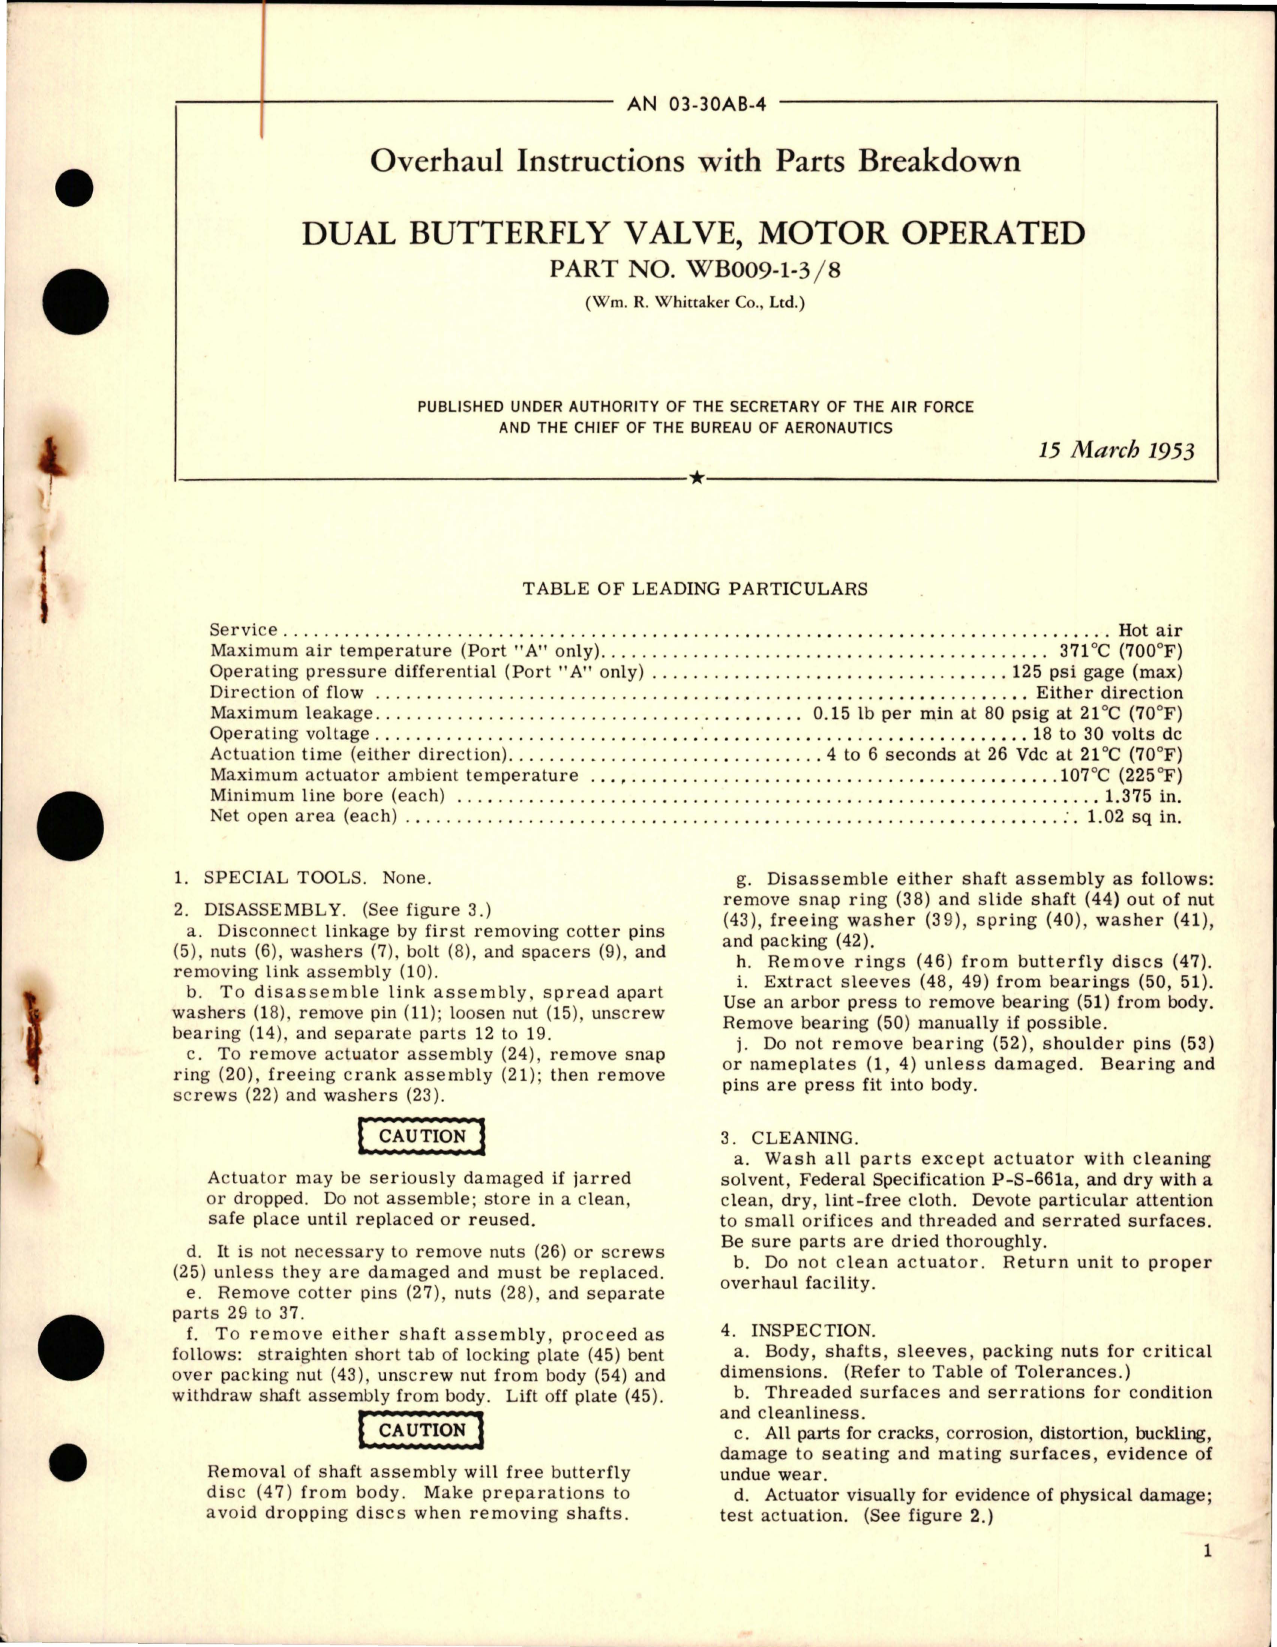 AN 03-30AB-4
Overhaul Instructions with Parts Breakdown
DUAL BUTTERFLY VALVE, MOTOR OPERATED
PART NO. WB009-1-3/8
(Wm. R. Whittaker Co., Ltd.)
PUBLISHED UNDER AUTHORITY OF THE SECRETARY OF THE AIR FORCE
AND THE CHIEF OF THE BUREAU OF AERONAUTICS
15 March 1953
TABLE OF LEADING PARTICULARS
Service . . . . . . . . . . Hot air
Maximum air temperature (Port "A" only). . . . . . . . . . 371°C (700°F)
Operating pressure differential (Port "A" only) . . . . . . . . . . 125 psi gage (max)
Direction of flow . . . . . . . . . . Either direction
Maximum leakage. . . . . . . . . . 0.15 lb per min at 80 psig at 21°C (70°F)
Operating voltage . . . . . . . . . . 18 to 30 volts dc
Actuation time (either direction). . . . . . . . . . 4 to 6 seconds at 26 Vdc at 21°C (70°F)
Maximum actuator ambient temperature . . . . . . . . . . 107°C (225°F)
Minimum line bore (each) . . . . . . . . . . 1.375 in.
Net open area (each) . . . . . . . . . . 1.02 sq in.
1. SPECIAL TOOLS. None.
2. DISASSEMBLY. (See figure 3.)
a. Disconnect linkage by first removing cotter pins
(5), nuts (6), washers (7), bolt (8), and spacers (9), and
removing link assembly (10).
b. To disassemble link assembly, spread apart
washers (18), remove pin (11); loosen nut (15), unscrew
bearing (14), and separate parts 12 to 19.
c. To remove actuator assembly (24), remove snap
ring (20), freeing crank assembly (21); then remove
screws (22) and washers (23).
CAUTION
Actuator may be seriously damaged if jarred
or dropped. Do not assemble; store in a clean,
safe place until replaced or reused.
d. It is not necessary to remove nuts (26) or screws
(25) unless they are damaged and must be replaced.
e. Remove cotter pins (27), nuts (28), and separate
parts 29 to 37.
f. To remove either shaft assembly, proceed as
follows: straighten short tab of locking plate (45) bent
over packing nut (43), unscrew nut from body (54) and
withdraw shaft assembly from body. Lift off plate (45).
CAUTION
Removal of shaft assembly will free butterfly
disc (47) from body. Make preparations to
avoid dropping discs when removing shafts.
g. Disassemble either shaft assembly as follows:
remove snap ring (38) and slide shaft (44) out of nut
(43), freeing washer (39), spring (40), washer (41),
and packing (42).
h. Remove rings (46) from butterfly discs (47).
i. Extract sleeves (48, 49) from bearings (50, 51).
Use an arbor press to remove bearing (51) from body.
Remove bearing (50) manually if possible.
j. Do not remove bearing (52), shoulder pins (53)
or nameplates (1, 4) unless damaged. Bearing and
pins are press fit into body.
3. CLEANING.
a. Wash all parts except actuator with cleaning
solvent, Federal Specification P-S-661a, and dry with a
clean, dry, lint-free cloth. Devote particular attention
to small orifices and threaded and serrated surfaces.
Be sure parts are dried thoroughly.
b. Do not clean actuator. Return unit to proper
overhaul facility.
4. INSPECTION.
a. Body, shafts, sleeves, packing nuts for critical
dimensions. (Refer to Table of Tolerances.)
b. Threaded surfaces and serrations for condition
and cleanliness.
c. All parts for cracks, corrosion, distortion, buckling,
damage to seating and mating surfaces, evidence of
undue wear.
d. Actuator visually for evidence of physical damage;
test actuation. (See figure 2.)
1